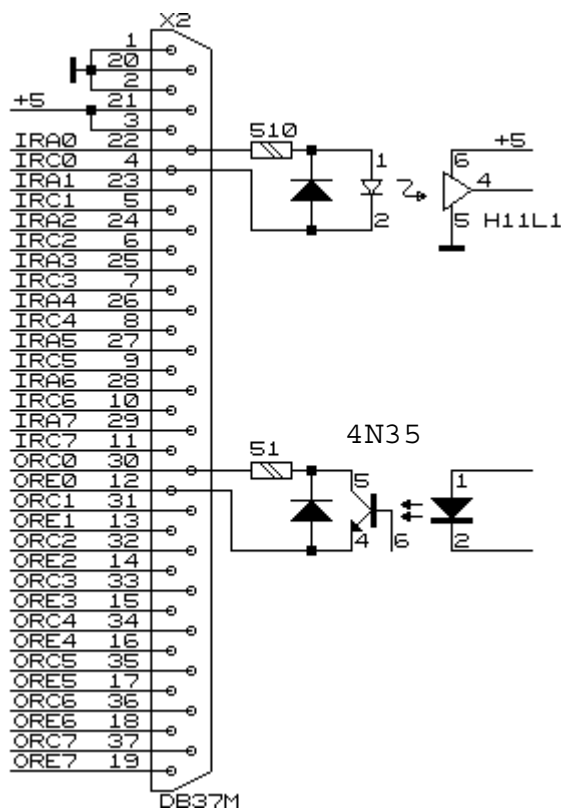 X2
1
20
2
+5 21
3
IRA0 22
IRC0 4
IRA1 23
IRC1 5
IRA2 24
IRC2 6
IRA3 25
IRC3 7
IRA4 26
IRC4 8
IRA5 27
IRC5 9
IRA6 28
IRC6 10
IRA7 29
IRC7 11
ORC0 30
ORE0 12
ORC1 31
ORE1 13
ORC2 32
ORE2 14
ORC3 33
ORE3 15
ORC4 34
ORE4 16
ORC5 35
ORE5 17
ORC6 36
ORE6 18
ORC7 37
ORE7 19
DB37M
510
1
2
+5
6
4
5 H11L1
4N35
51
5
4 6
1
2